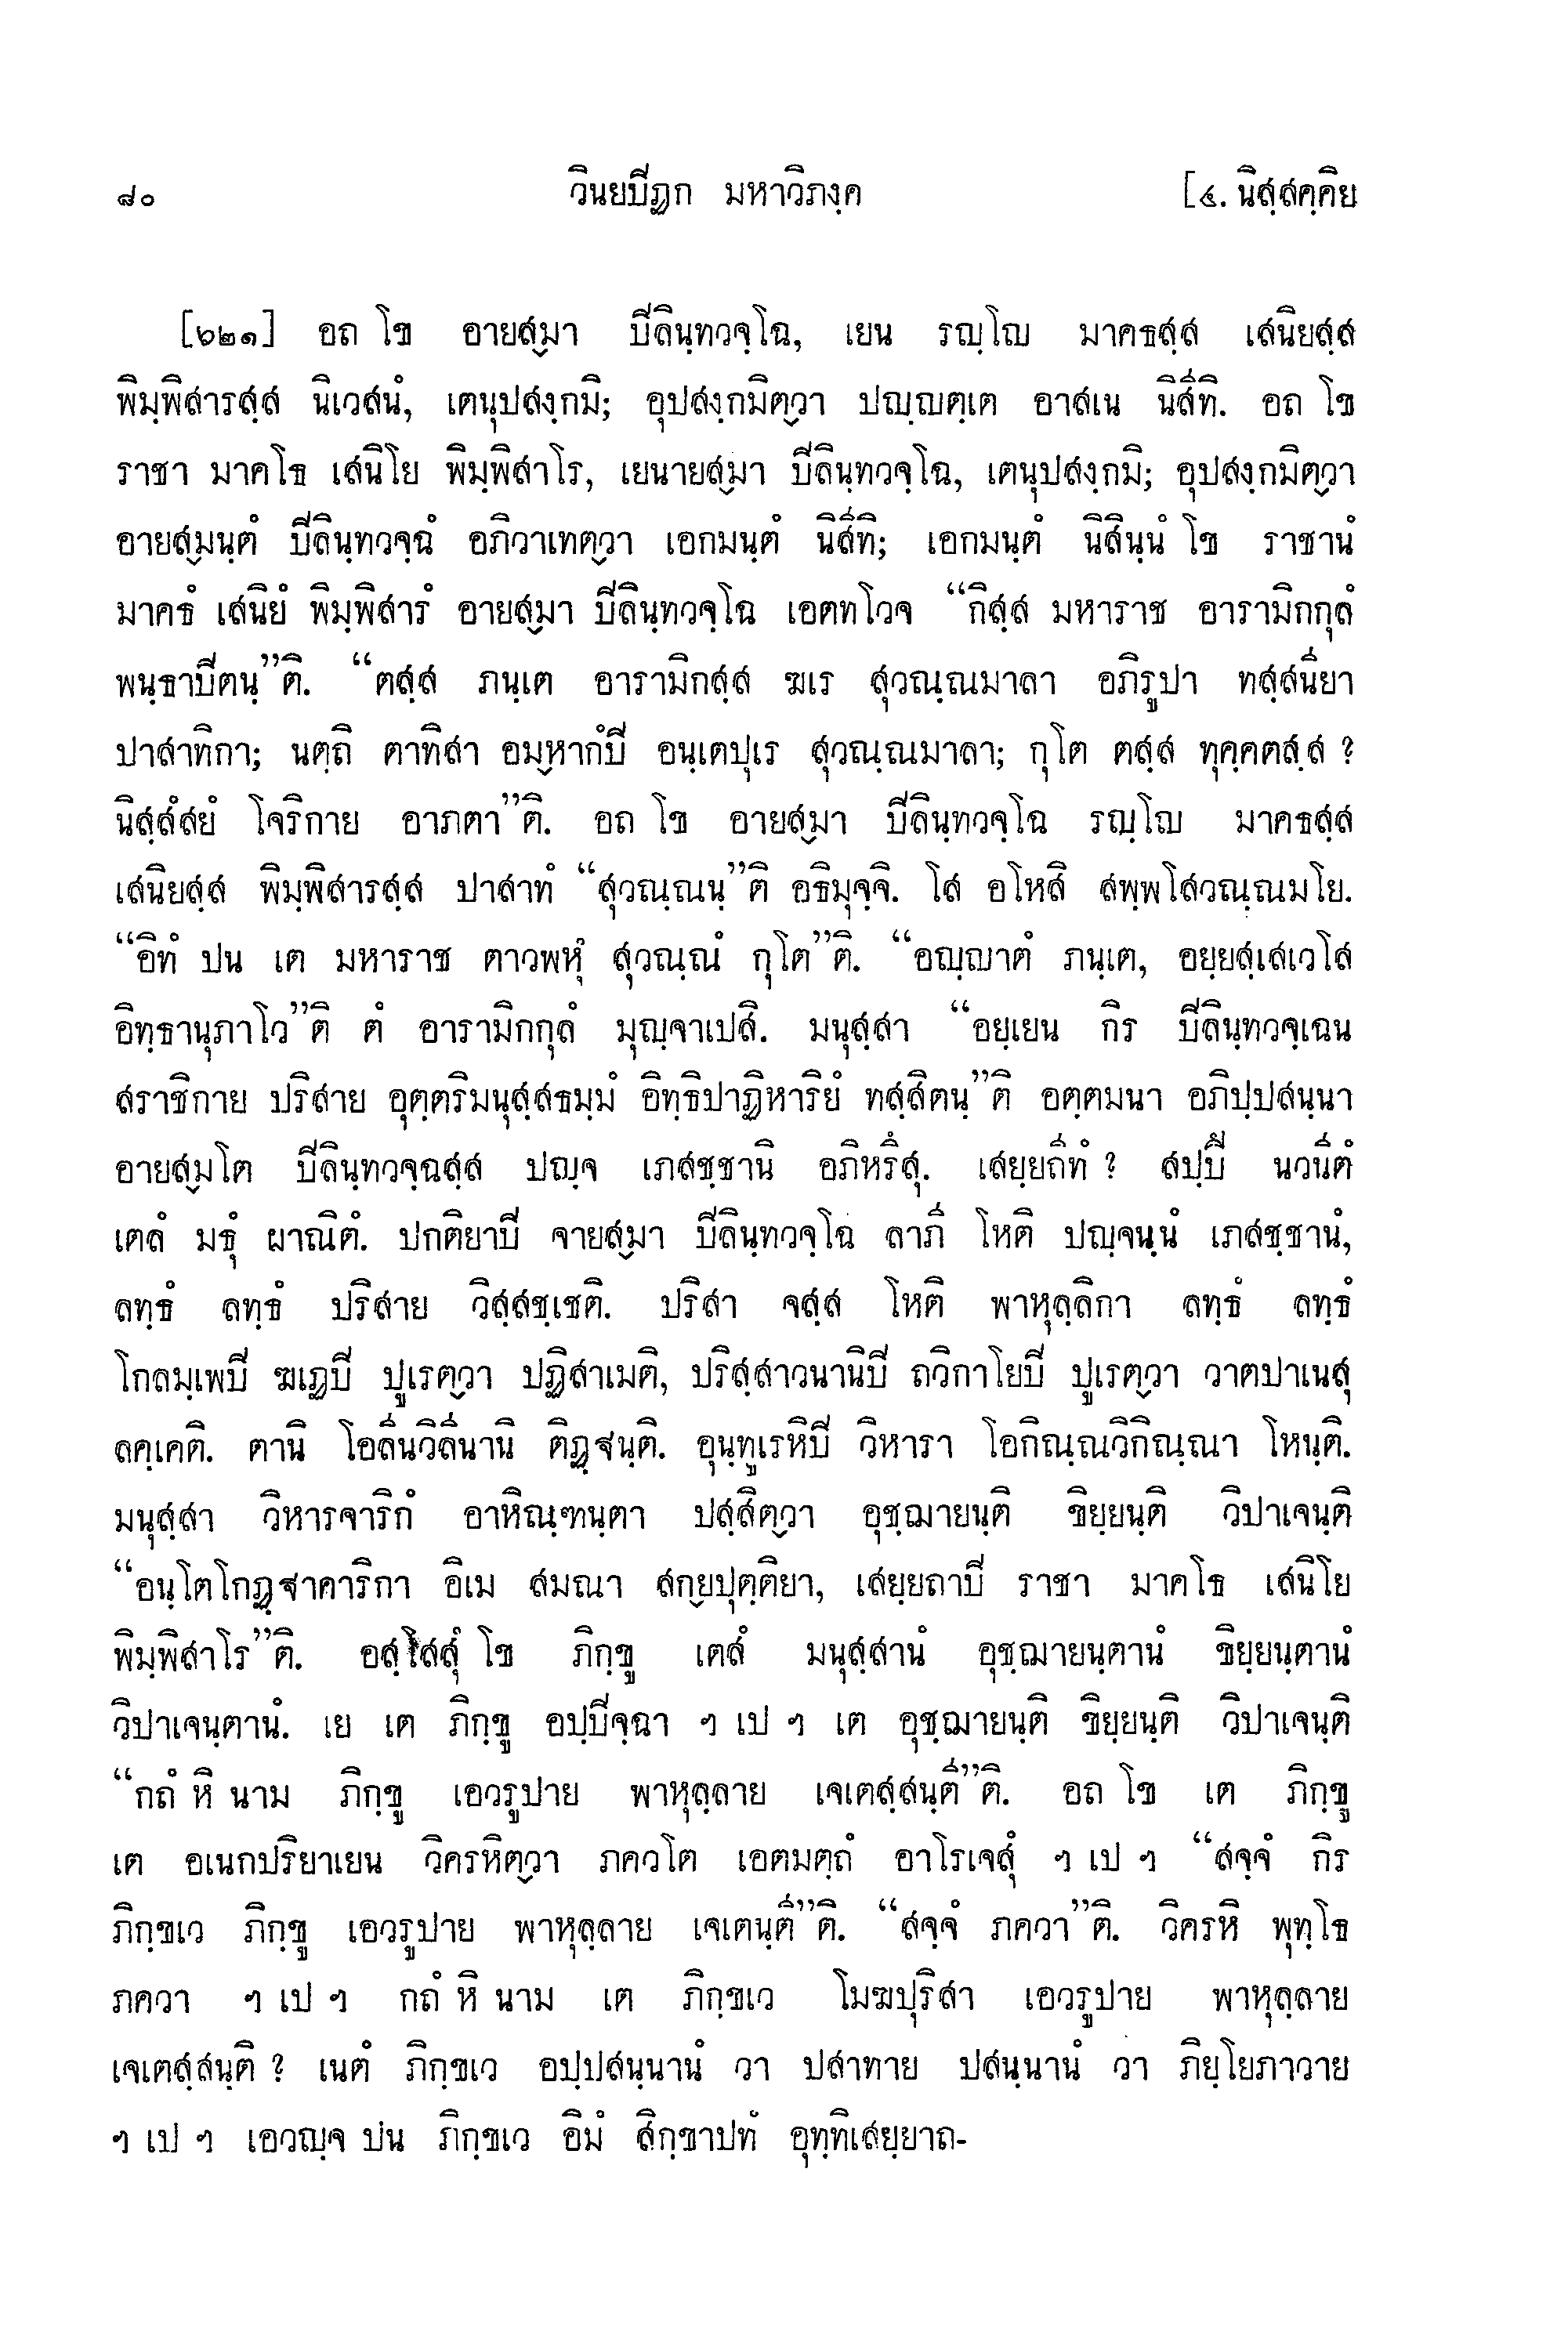 ๘๐ วินยปิฏก มหาวิภงฺค [๔. นิสฺสคฺคิย
[๖๒๑] อถ โข อายสฺมา ปิลินฺทวจฺโฉ, เยน รญฺโญ มาคธสฺส เสนิยสฺส
พิมฺพิสารสฺส นิเวสนํ, เตนุปสงฺกมิ; อุปสงฺกมิตฺวา ปญฺญตฺเต อาสเน นิสีทิ. อถ โข
ราชา มาคโธ เสนิโย พิมฺพิสาโร, เยนายสฺมา ปิลินฺทวจฺโฉ, เตนุปสงฺกมิ; อุปสงฺกมิตฺวา
อายสฺมนฺตํ ปิลินฺทวจฺฉํ อภิวาเทตฺวา เอกมนฺตํ นิสีทิ; เอกมนฺตํ นิสินฺนํ โข ราชานํ
มาคธํ เสนิยํ พิมฺพิสารํ อายสฺมา ปิลินฺทวจฺโฉ เอตทโวจ “กิสฺส มหาราช อารามิกกุลํ
พนฺธาปิตนฺ”ติ. “ตสฺส ภนฺเต อารามิกสฺส ฆเร สุวณฺณมาลา อภิรูปา ทสฺสนียา
ปาสาทิกา; นตฺถิ ตาทิสา อมฺหากํปิ อนฺเตปุเร สุวณฺณมาลา; กุโต ตสฺส ทุคฺคตสฺส ?
นิสฺสํสยํ โจริกาย อาภตา”ติ. อถ โข อายสฺมา ปิลินฺทวจฺโฉ รญฺโญ มาคธสฺส
เสนิยสฺส พิมฺพิสารสฺส ปาสาทํ “สุวณฺณนฺ”ติ อธิมุจฺจิ. โส อโหสิ สพฺพโสวณฺณมโย.
“อิทํ ปน เต มหาราช ตาวพหุํ สุวณฺณํ กุโต”ติ. “อญฺญาตํ ภนฺเต, อยฺยสฺเสเวโส
อิทฺธานุภาโว”ติ ตํ อารามิกกุลํ มุญฺจาเปสิ. มนุสฺสา “อยฺเยน กิร ปิลินฺทวจฺเฉน
สราชิกาย ปริสาย อุตฺตริมนุสฺสธมฺมํ อิทฺธิปาฏิหาริยํ ทสฺสิตนฺ”ติ อตฺตมนา อภิปฺปสนฺนา
อายสฺมโต ปิลินฺทวจฺฉสฺส ปญฺจ เภสชฺชานิ อภิหรึสุ. เสยฺยถีทํ ? สปฺปึ นวนีตํ
เตลํ มธุํ ผาณิตํ. ปกติยาปิ จายสฺมา ปิลินฺทวจฺโฉ ลาภี โหติ ปญฺจนฺนํ เภสชฺชานํ,
ลทฺธํ ลทฺธํ ปริสาย วิสฺสชฺเชติ. ปริสา จสฺส โหติ พาหุลฺลิกา ลทฺธํ ลทฺธํ
โกลมฺเพปิ ฆเฏปิ ปูเรตฺวา ปฏิสาเมติ, ปริสฺสาวนานิปิ ถวิกาโยปิ ปูเรตฺวา วาตปาเนสุ
ลคฺเคติ. ตานิ โอลีนวิลีนานิ ติฏฺฐนฺติ. อุนฺทูเรหิปิ วิหารา โอกิณฺณวิกิณฺณา โหนฺติ.
มนุสฺสา วิหารจาริกํ อาหิณฺฑนฺตา ปสฺสิตฺวา อุชฺฌายนฺติ ขิยฺยนฺติ วิปาเจนฺติ
“อนฺโตโกฏฺฐาคาริกา อิเม สมณา สกฺยปุตฺติยา, เสยฺยถาปิ ราชา มาคโธ เสนิโย
พิมฺพิสาโร”ติ. อสฺโสสุํ โข ภิกฺขู เตสํ มนุสฺสานํ อุชฺฌายนฺตานํ ขิยฺยนฺตานํ
วิปาเจนฺตานํ. เย เต ภิกฺขู อปฺปิจฺฉา ฯ เป ฯ เต อุชฺฌายนฺติ ขิยฺยนฺติ วิปาเจนฺติ
“กถํ หิ นาม ภิกฺขู เอวรูปาย พาหุลฺลาย เจเตสฺสนฺตี”ติ. อถ โข เต ภิกฺขู
เต อเนกปริยาเยน วิครหิตฺวา ภควโต เอตมตฺถํ อาโรเจสุํ ฯ เป ฯ “สจฺจํ กิร
ภิกฺขเว ภิกฺขู เอวรูปาย พาหุลฺลาย เจเตนฺตี”ติ. “สจฺจํ ภควา”ติ. วิครหิ พุทฺโธ
ภควา ฯ เป ฯ กถํ หิ นาม เต ภิกฺขเว โมฆปุริสา เอวรูปาย พาหุลฺลาย
เจเตสฺสนฺติ ? เนตํ ภิกฺขเว อปฺปสนฺนานํ วา ปสาทาย ปสนฺนานํ วา ภิยฺโยภาวาย
ฯ เป ฯ เอวญฺจ ปน ภิกฺขเว อิมํ สิกฺขาปทํ อุทฺทิเสยฺยาถ-